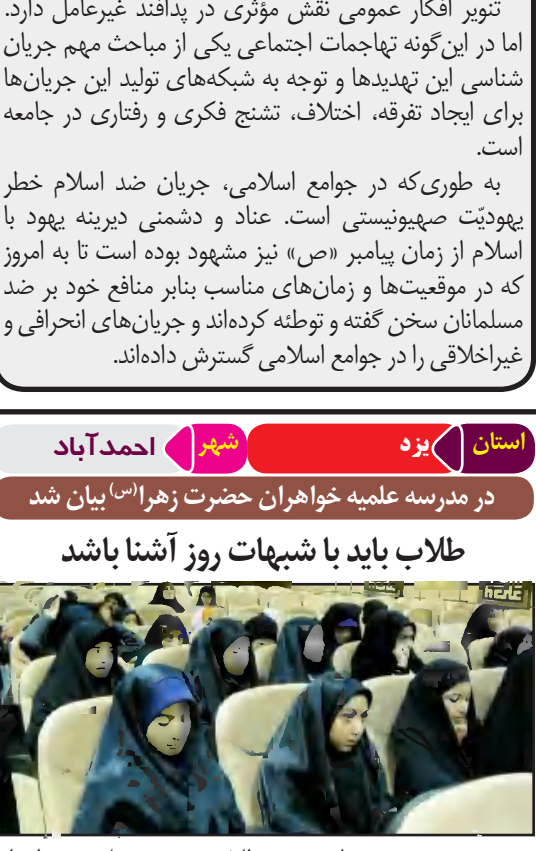 تنویر افکار عمومی نقش مؤثری در پدافند غیرعامل دارد.
اما در این‌گونه تهاجمات اجتماعی یکی از مباحث مهم جریان
شناسی این تهدیدها و توجه به شبکه‌های تولید این جریان‌ها
برای ایجاد تفرقه، اختلاف، تشنج فکری و رفتاری در جامعه
است.
به طوری‌که در جوامع اسلامی، جریان ضد اسلام خطر
یهودیّت صهیونیستی است. عناد و دشمنی دیرینه یهود با
اسلام از زمان پیامبر «ص» نیز مشهود بوده است تا به امروز
که در موقعیت‌ها و زمان‌های مناسب بنابر منافع خود بر ضد
مسلمانان سخن گفته و توطئه کرده‌اند و جریان‌های انحرافی و
غیراخلاقی را در جوامع اسلامی گسترش داده‌اند.
استان یزد شهر احمدآباد
در مدرسه علمیه خواهران حضرت زهرا(س) بیان شد
طلاب باید با شبهات روز آشنا باشد